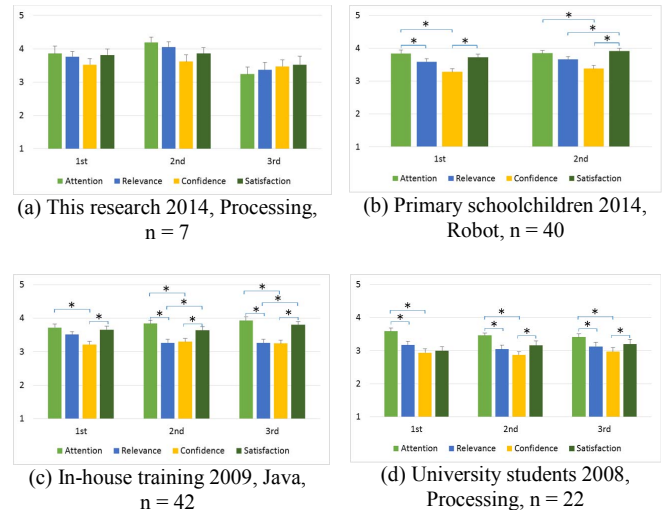 5
4
3
2
1
1st 2nd 3rd
Attention Relevance Confidence Satisfaction
(a) This research 2014, Processing,
n = 7
5
4
3
2
1
* * * * * *
1st 2nd
Attention Relevance Confidence Satisfaction
(b) Primary schoolchildren 2014,
Robot, n = 40
5
4
3
2
1
* * * * * * * * * *
1st 2nd 3rd
Attention Relevance Confidence Satisfaction
(c) In-house training 2009, Java,
n = 42
5
4
3
2
1
* * * * * * * *
1st 2nd 3rd
Attention Relevance Confidence Satisfaction
(d) University students 2008,
Processing, n = 22